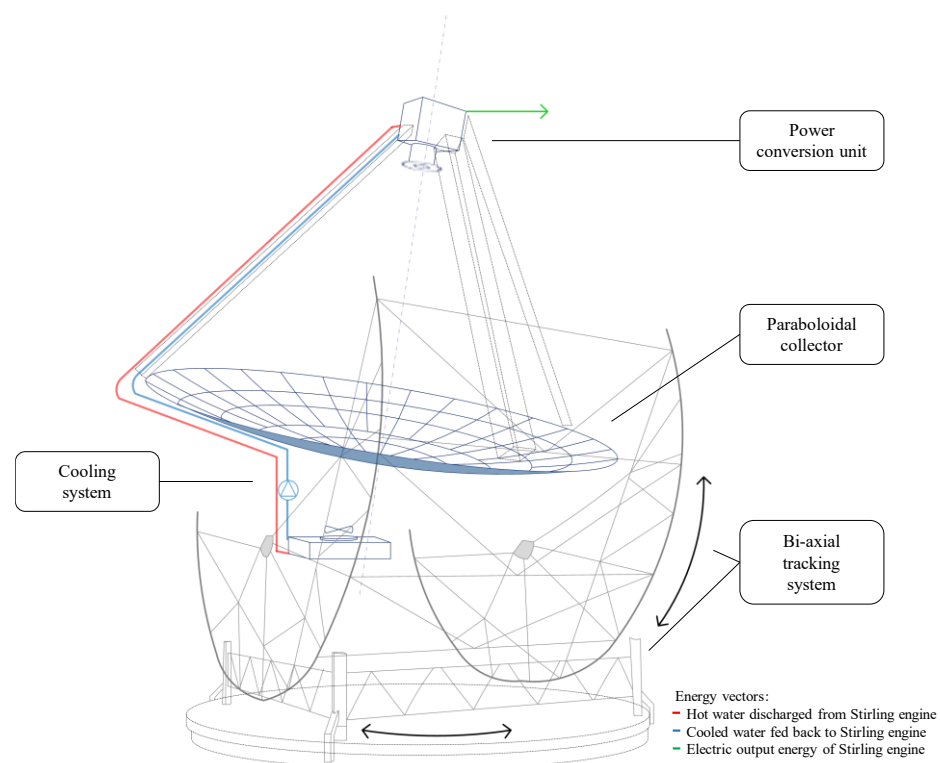 Power
conversion unit
Paraboloidal
collector
Cooling
system
Bi-axial
tracking
system
Energy vectors:
Hot water discharged from Stirling engine
Cooled water fed back to Stirling engine
Electric output energy of Stirling engine